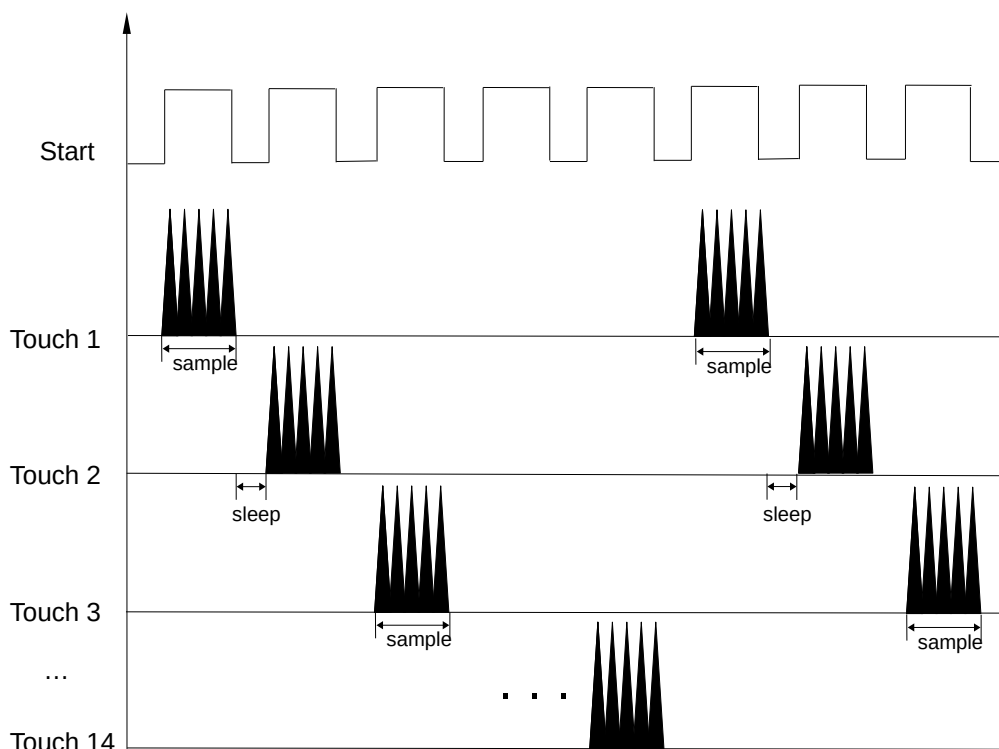 Start
Touch 1
sample
sample
Touch 2
sleep
sleep
Touch 3
sample
sample
...
. . .
Touch 14